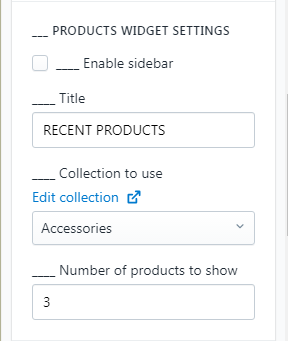 ___ PRODUCTS WIDGET SETTINGS
____ Enable sidebar
____ Title
RECENT PRODUCTS
____ Collection to use
Edit collection
Accessories
____ Number of products to show
3